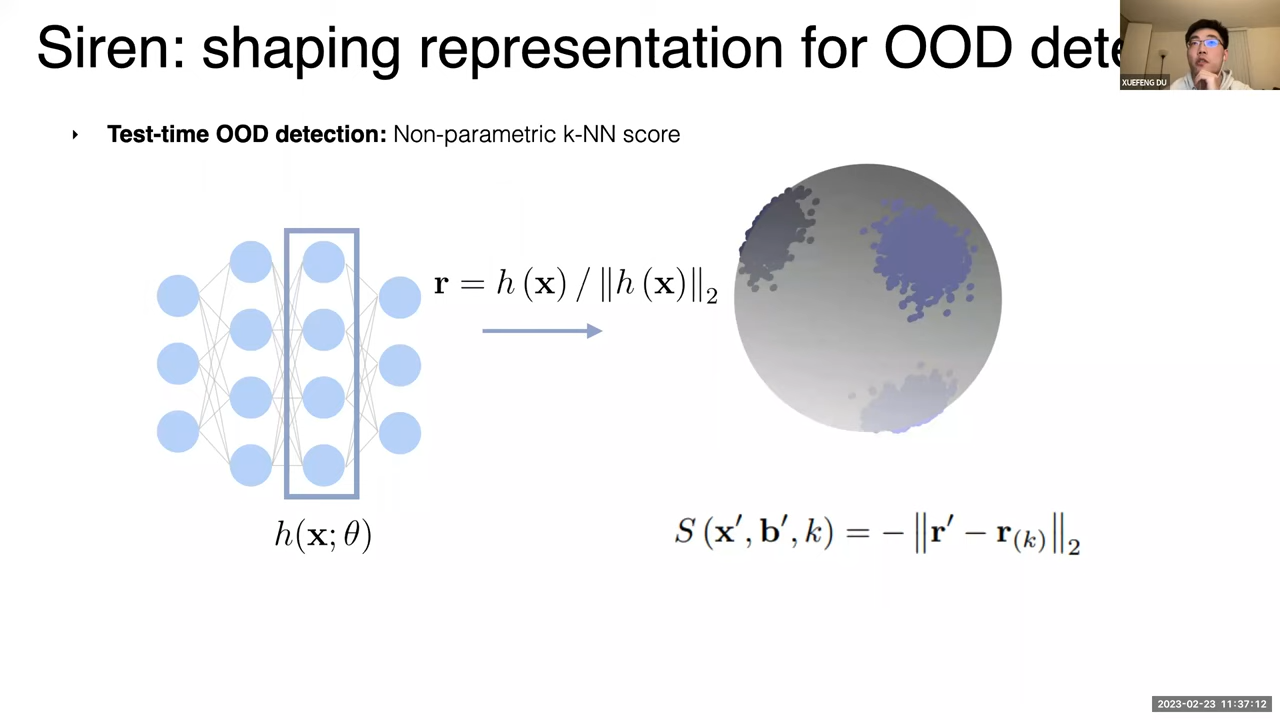 Siren: shaping representation for OOD dete
XUEFENG DU
‣ Test-time OOD detection: Non-parametric k-NN score
r = h (x) / ‖h (x)‖₂
h(x; θ)
S (x′, b′, k) = − ‖r′ − r₍ₖ₎‖₂
2023-02-23 11:37:12